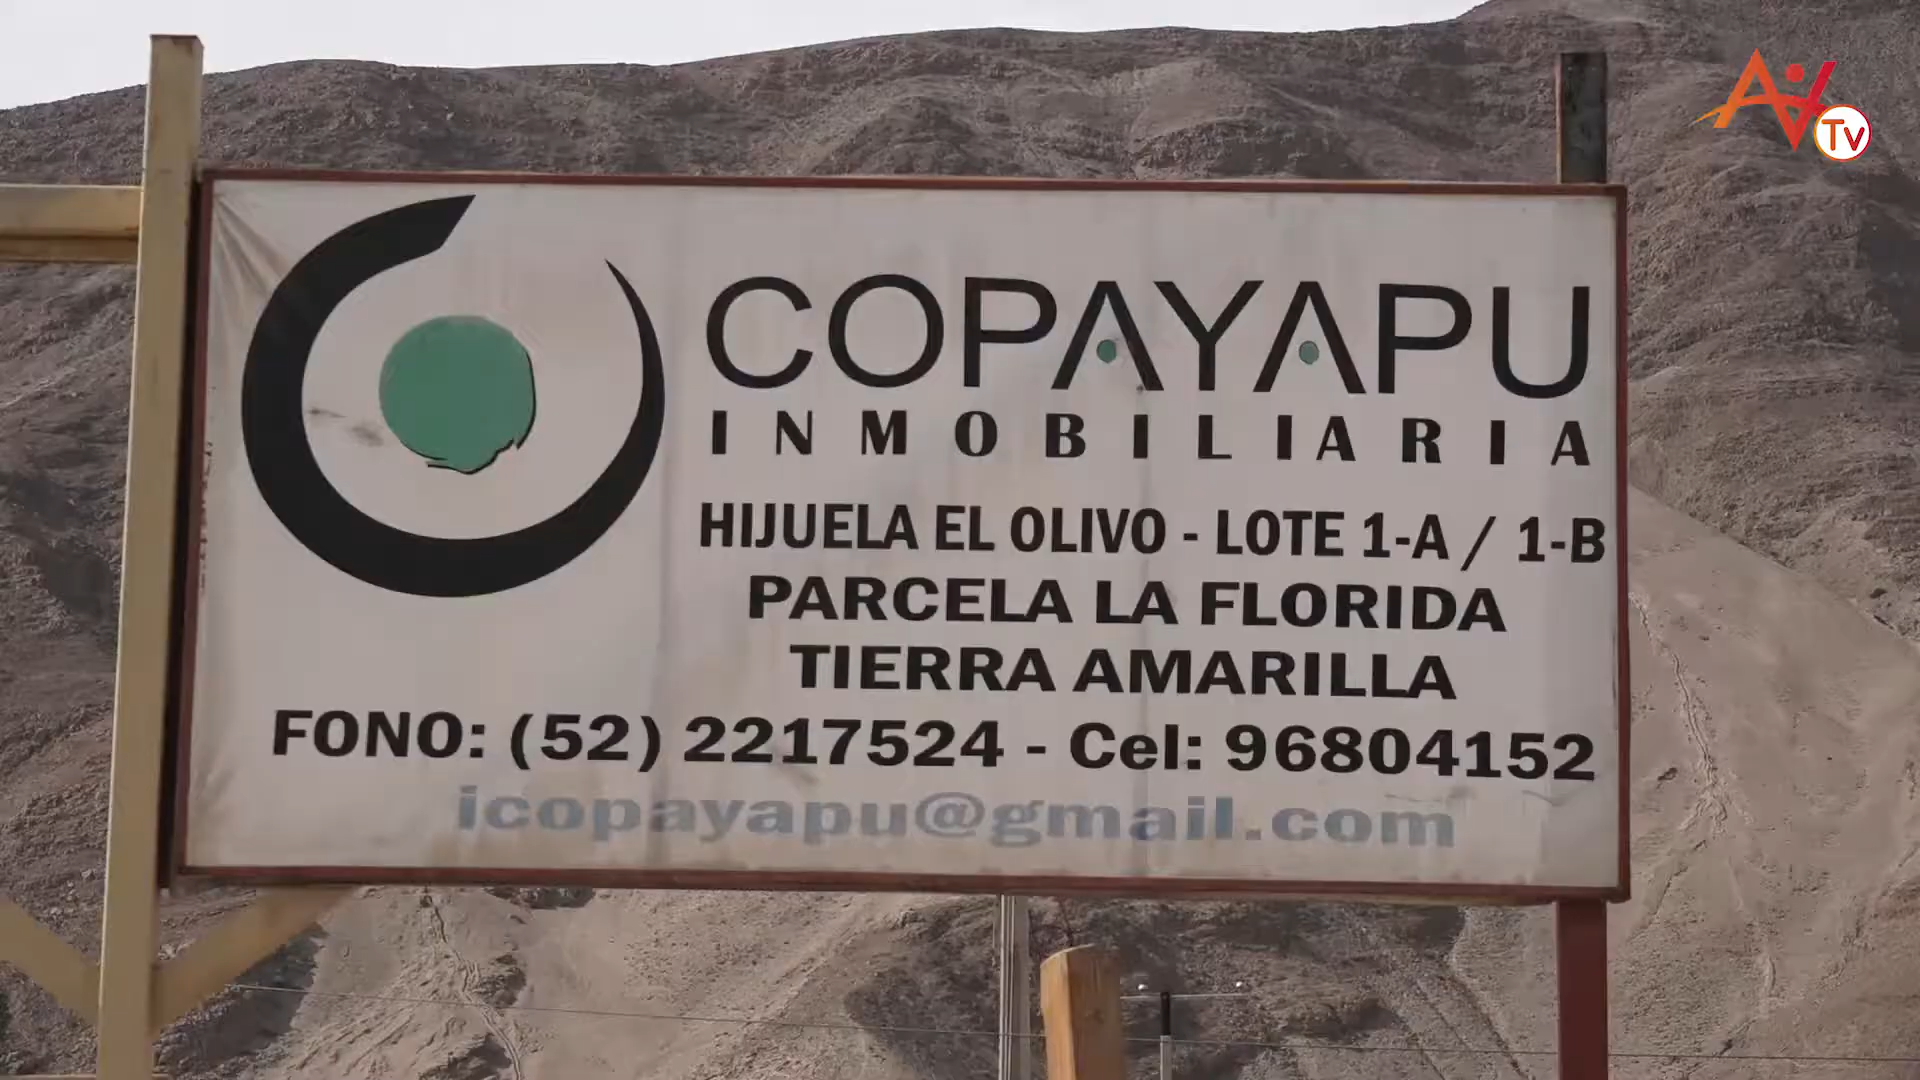 COPAYAPU
INMOBILIARIA
HIJUELA EL OLIVO - LOTE 1-A / 1-B
PARCELA LA FLORIDA
TIERRA AMARILLA
FONO: (52) 2217524 - Cel: 96804152
icopayapu@gmail.com
Tv